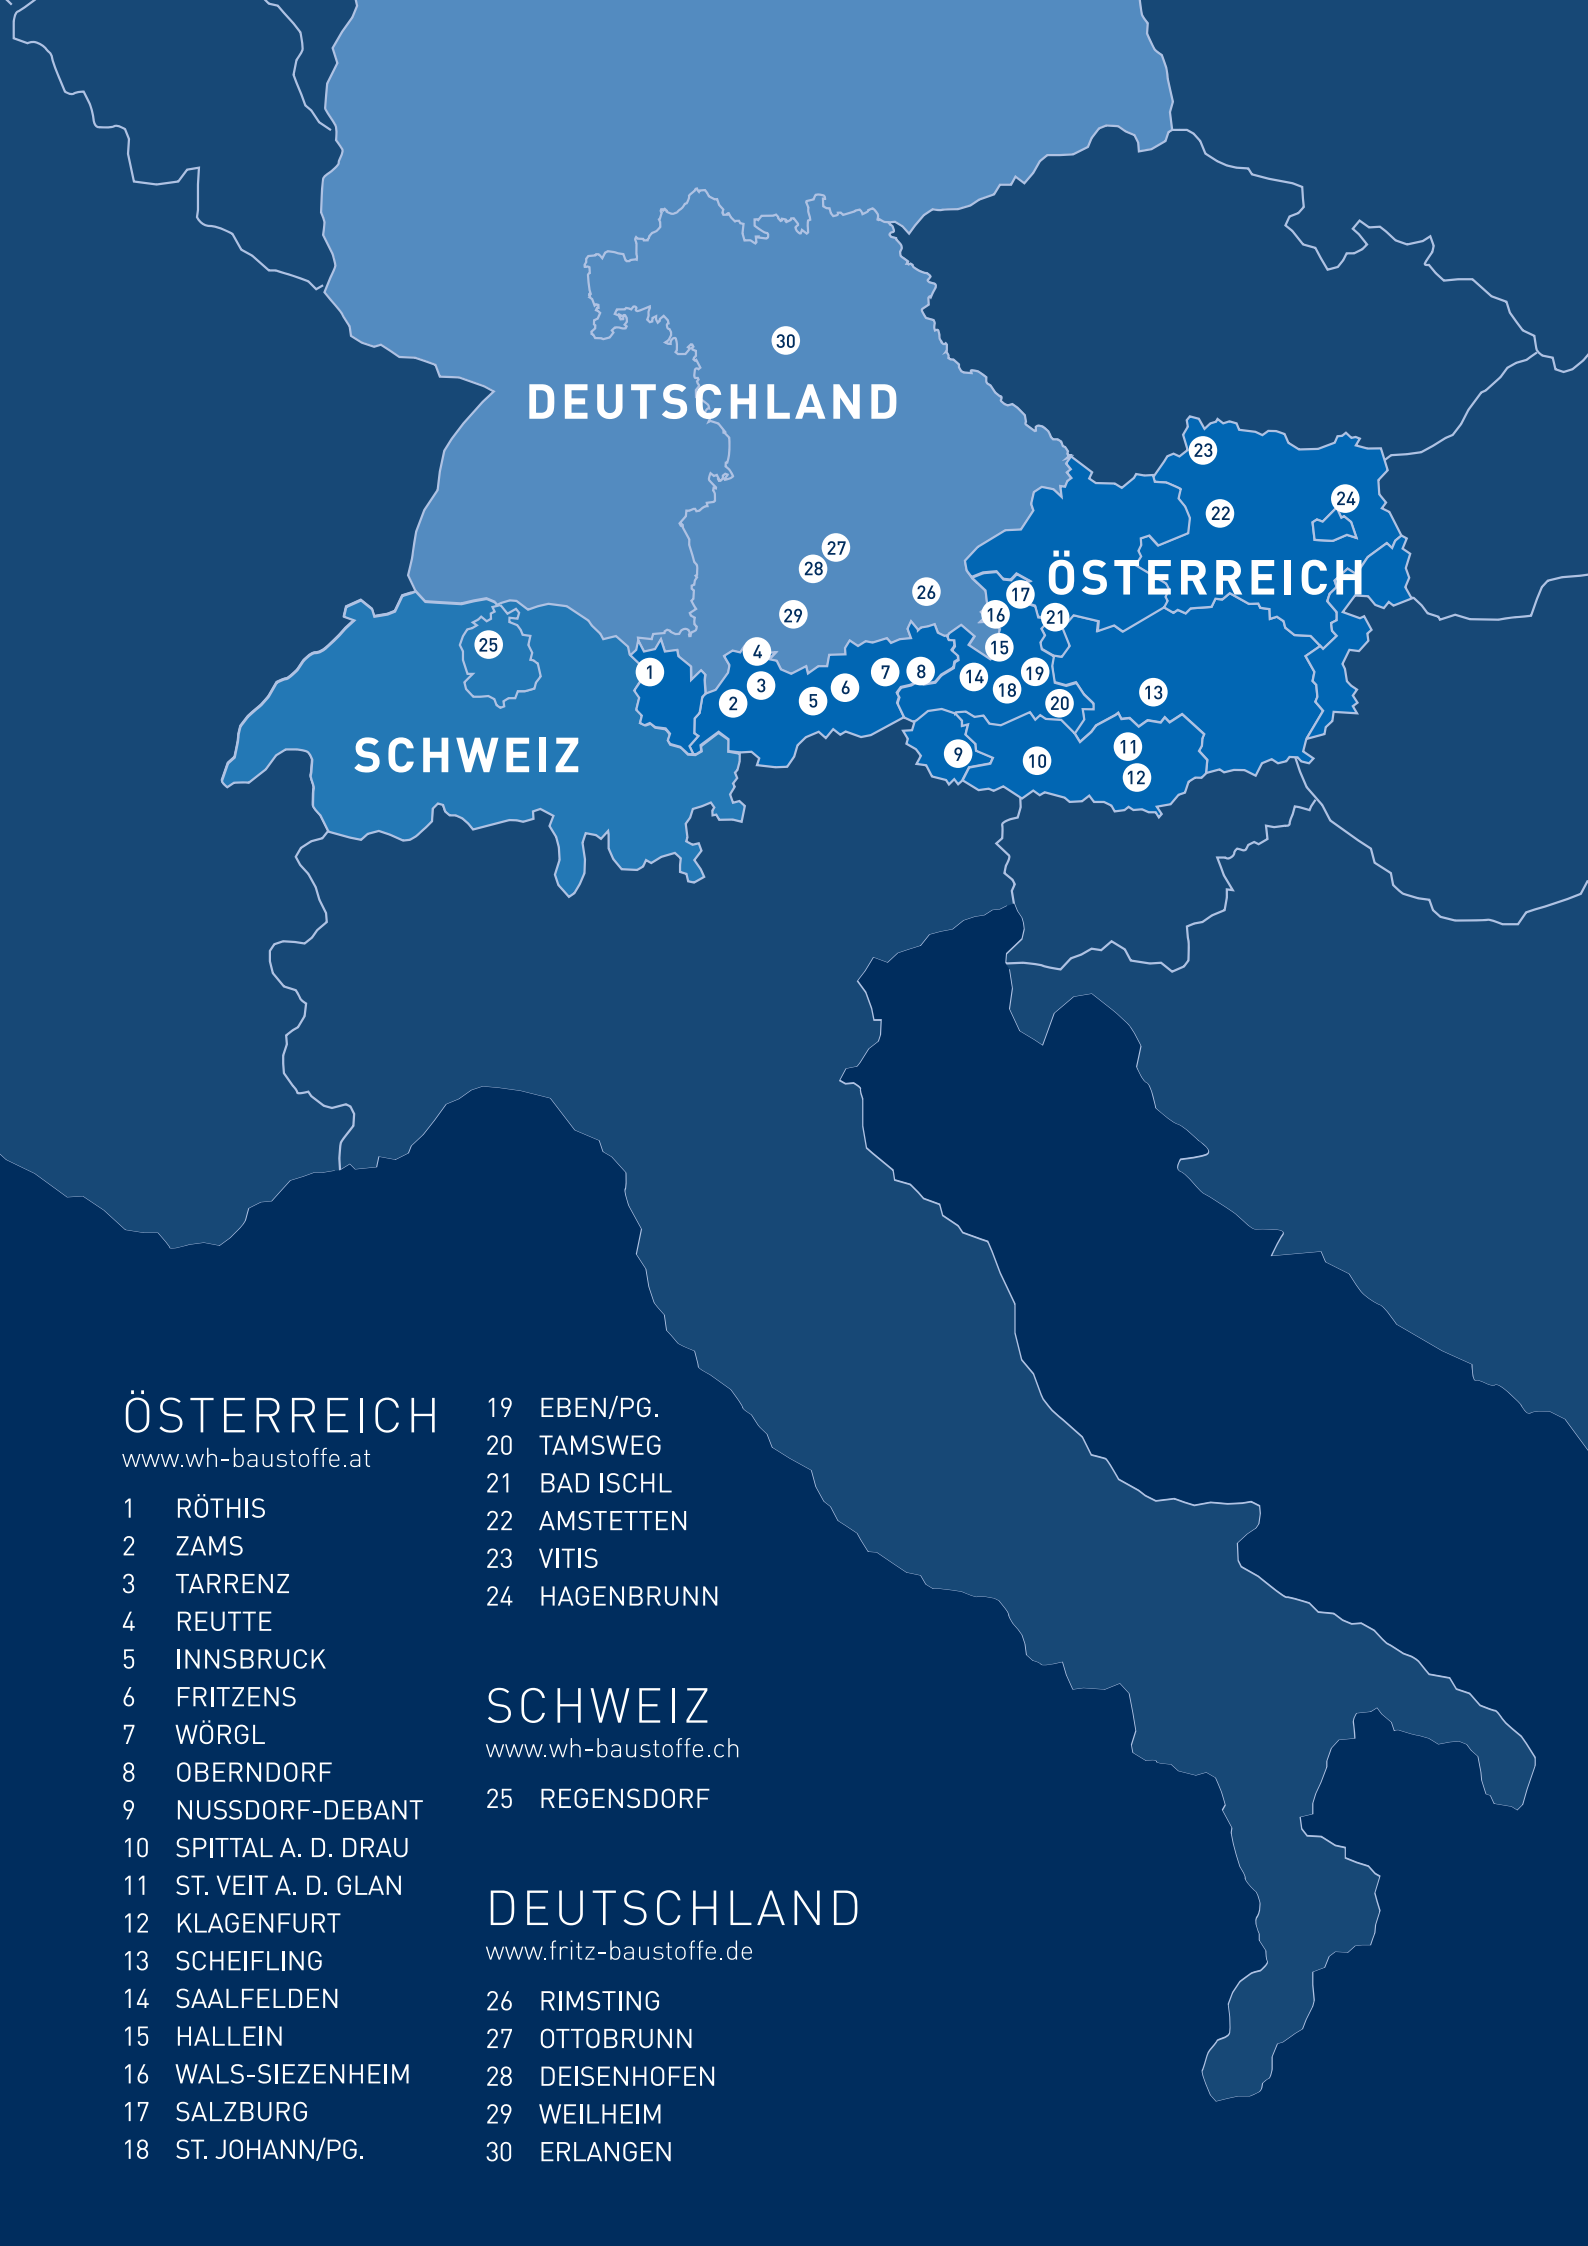 30
DEUTSCHLAND
23
24
22
27
28
ÖSTERREICH
26
17
29
16
21
25
15
4
1
7
8
19
14
3
6
18
13
5
2
20
SCHWEIZ
11
9
10
12
ÖSTERREICH
www.wh-baustoffe.at
1 RÖTHIS
2 ZAMS
3 TARRENZ
4 REUTTE
5 INNSBRUCK
6 FRITZENS
7 WÖRGL
8 OBERNDORF
9 NUSSDORF-DEBANT
10 SPITTAL A. D. DRAU
11 ST. VEIT A. D. GLAN
12 KLAGENFURT
13 SCHEIFLING
14 SAALFELDEN
15 HALLEIN
16 WALS-SIEZENHEIM
17 SALZBURG
18 ST. JOHANN/PG.
19 EBEN/PG.
20 TAMSWEG
21 BAD ISCHL
22 AMSTETTEN
23 VITIS
24 HAGENBRUNN
SCHWEIZ
www.wh-baustoffe.ch
25 REGENSDORF
DEUTSCHLAND
www.fritz-baustoffe.de
26 RIMSTING
27 OTTOBRUNN
28 DEISENHOFEN
29 WEILHEIM
30 ERLANGEN